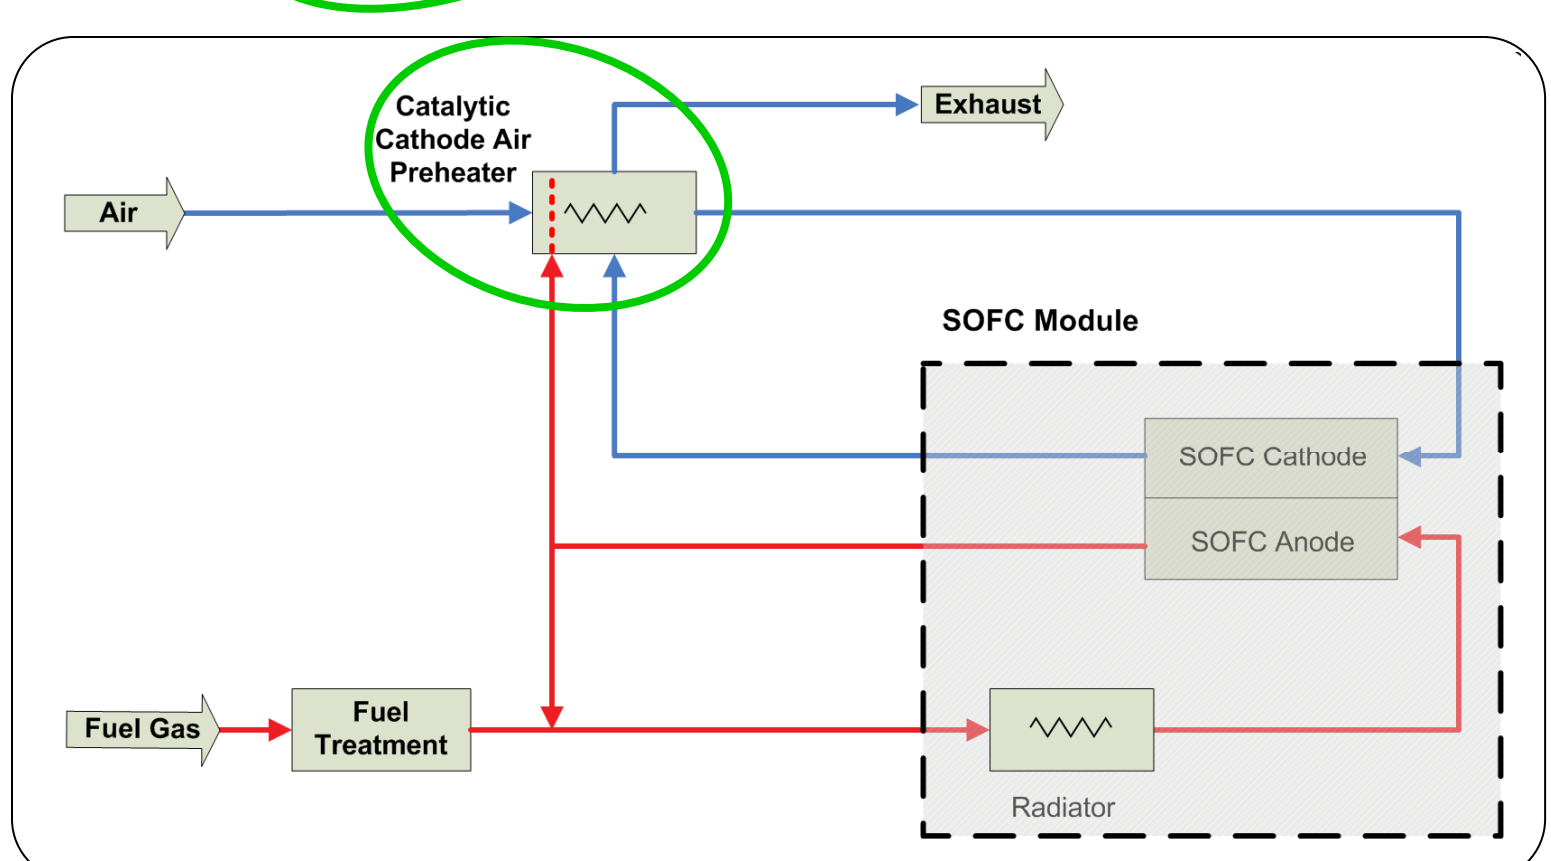 Catalytic
Cathode Air
Preheater
Exhaust
Air
SOFC Module
SOFC Cathode
SOFC Anode
Fuel Gas
Fuel
Treatment
Radiator